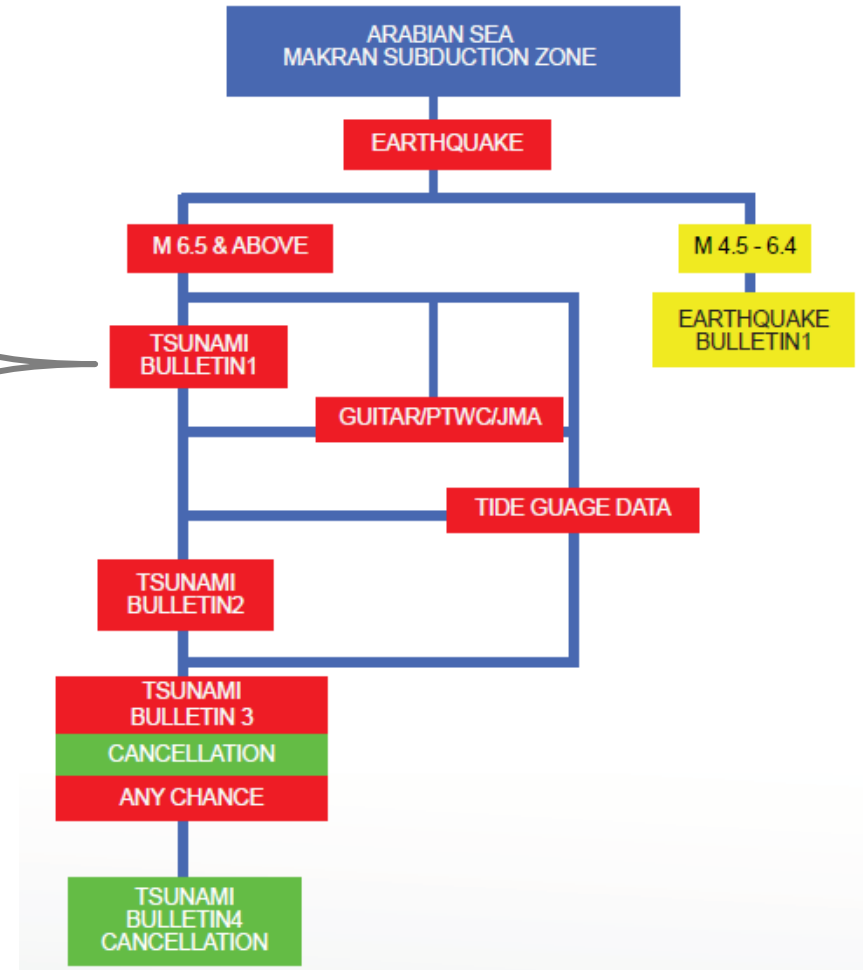 ARABIAN SEA
MAKRAN SUBDUCTION ZONE
EARTHQUAKE
M 6.5 & ABOVE
M 4.5 - 6.4
TSUNAMI
BULLETIN1
EARTHQUAKE
BULLETIN1
GUITAR/PTWC/JMA
TIDE GUAGE DATA
TSUNAMI
BULLETIN2
TSUNAMI
BULLETIN 3
CANCELLATION
ANY CHANCE
TSUNAMI
BULLETIN4
CANCELLATION